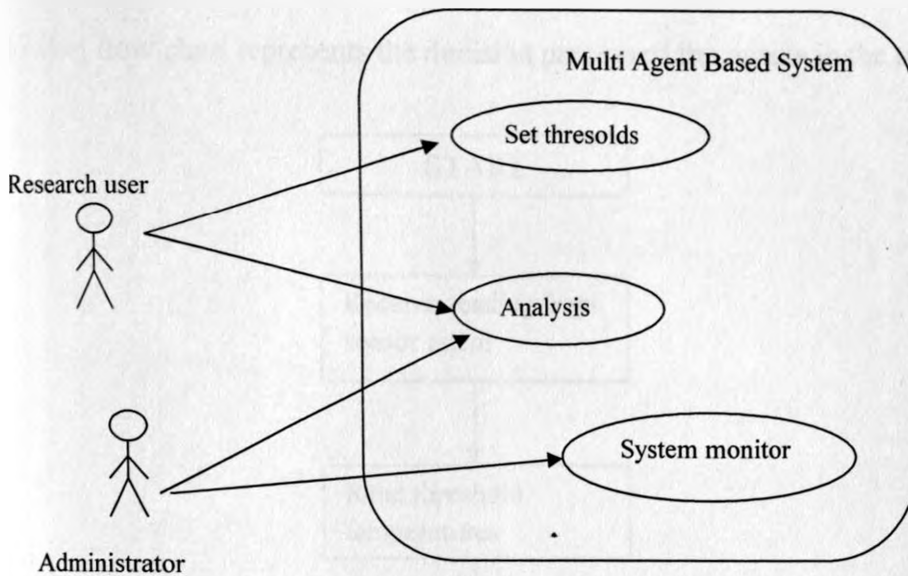 Multi Agent Based System
Set thresolds
Research user
Analysis
System monitor
Administrator